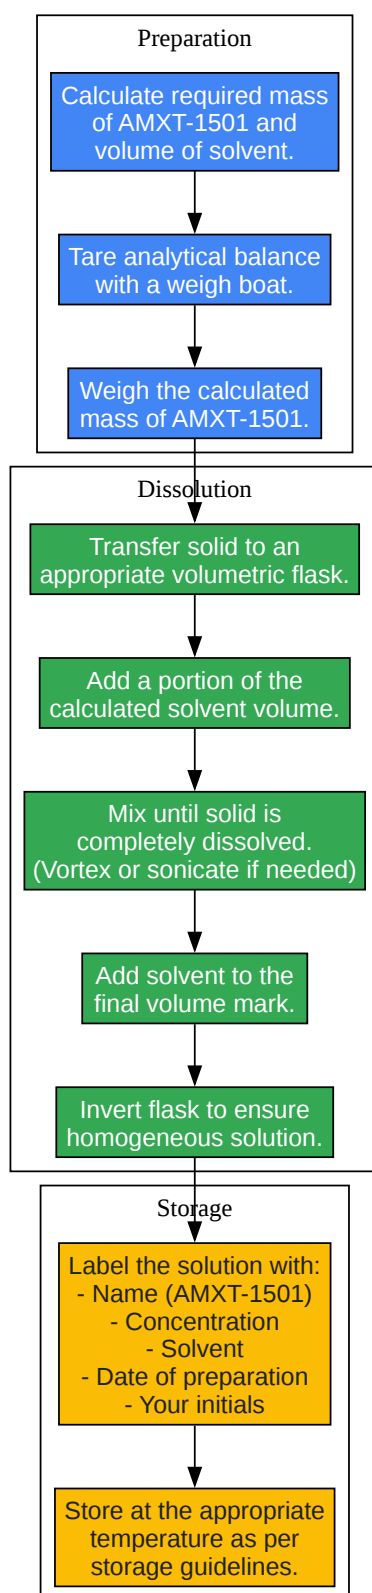 Preparation
Calculate required mass
of AMXT-1501 and
volume of solvent.
Tare analytical balance
with a weigh boat.
Weigh the calculated
mass of AMXT-1501.
Dissolution
Transfer solid to an
appropriate volumetric flask.
Add a portion of the
calculated solvent volume.
Mix until solid is
completely dissolved.
(Vortex or sonicate if needed)
Add solvent to the
final volume mark.
Invert flask to ensure
homogeneous solution.
Storage
Label the solution with:
- Name (AMXT-1501)
- Concentration
- Solvent
- Date of preparation
- Your initials
Store at the appropriate
temperature as per
storage guidelines.